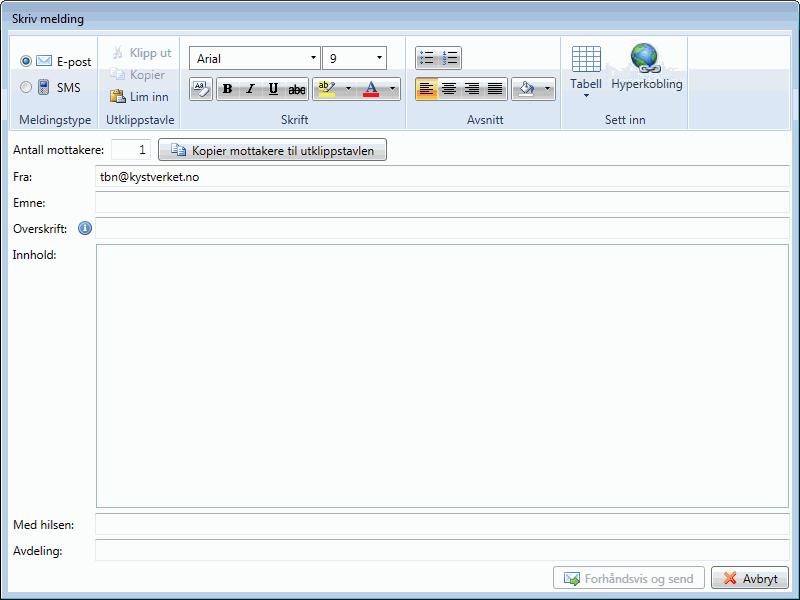 Skriv melding
E-post
SMS
Meldingstype
Klipp ut
Kopier
Lim inn
Utklippstavle
Arial 9
ab B I U abc ab A
Skrift
Avsnitt
Tabell Hyperkobling
Sett inn
Antall mottakere: 1 Kopier mottakere til utklippstavlen
Fra: tbn@kystverket.no
Emne:
Overskrift:
Innhold:
Med hilsen:
Avdeling:
Forhåndsvis og send Avbryt